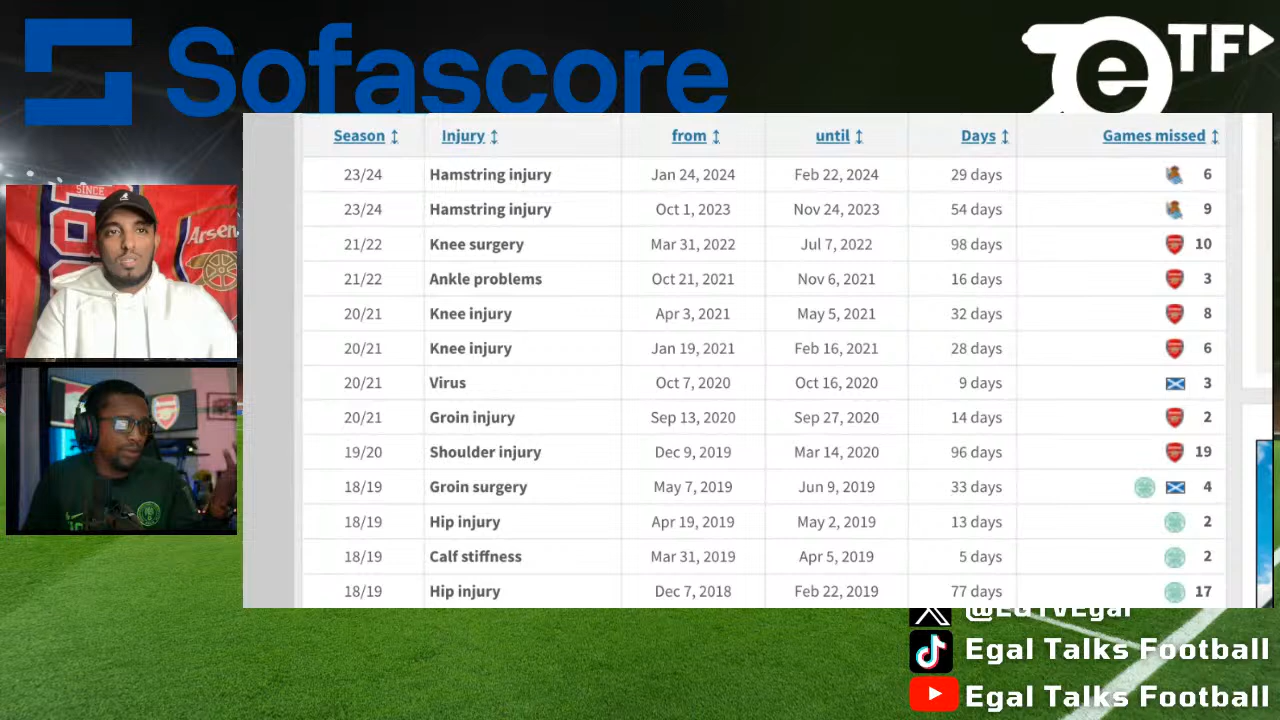 Sofascore
e TF
SINCE
Arsen
Season Injury from until Days Games missed
23/24 Hamstring injury Jan 24, 2024 Feb 22, 2024 29 days 6
23/24 Hamstring injury Oct 1, 2023 Nov 24, 2023 54 days 9
21/22 Knee surgery Mar 31, 2022 Jul 7, 2022 98 days 10
21/22 Ankle problems Oct 21, 2021 Nov 6, 2021 16 days 3
20/21 Knee injury Apr 3, 2021 May 5, 2021 32 days 8
20/21 Knee injury Jan 19, 2021 Feb 16, 2021 28 days 6
20/21 Virus Oct 7, 2020 Oct 16, 2020 9 days 3
20/21 Groin injury Sep 13, 2020 Sep 27, 2020 14 days 2
19/20 Shoulder injury Dec 9, 2019 Mar 14, 2020 96 days 19
18/19 Groin surgery May 7, 2019 Jun 9, 2019 33 days 4
18/19 Hip injury Apr 19, 2019 May 2, 2019 13 days 2
18/19 Calf stiffness Mar 31, 2019 Apr 5, 2019 5 days 2
18/19 Hip injury Dec 7, 2018 Feb 22, 2019 77 days 17
@EGTVEgal
Egal Talks Football
Egal Talks Football